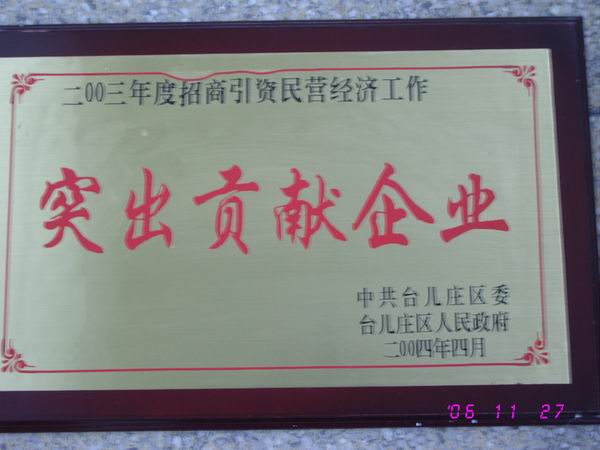 二00三年度招商引资民营经济工作
突出贡献企业
中共台儿庄区委
台儿庄区人民政府
二00四年四月
'06 11 27